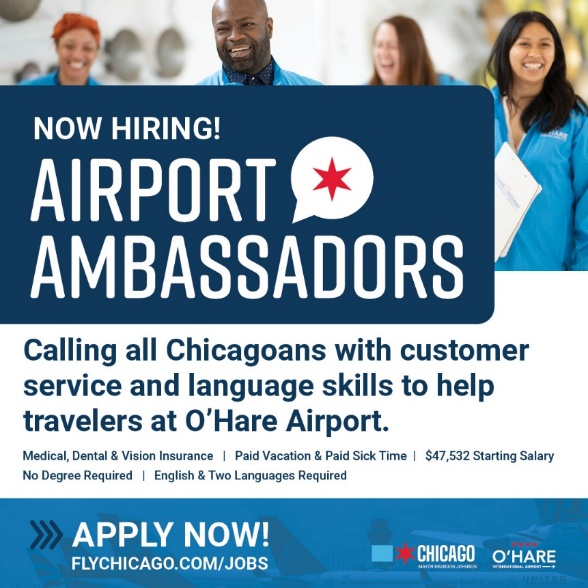 NOW HIRING!
AIRPORT
AMBASSADORS
Calling all Chicagoans with customer
service and language skills to help
travelers at O'Hare Airport.
Medical, Dental & Vision Insurance | Paid Vacation & Paid Sick Time | $47,532 Starting Salary
No Degree Required | English & Two Languages Required
APPLY NOW!
FLYCHICAGO.COM/JOBS
CHICAGO
MAYOR BRANDON JOHNSON
O'HARE
INTERNATIONAL AIRPORT
UNITED